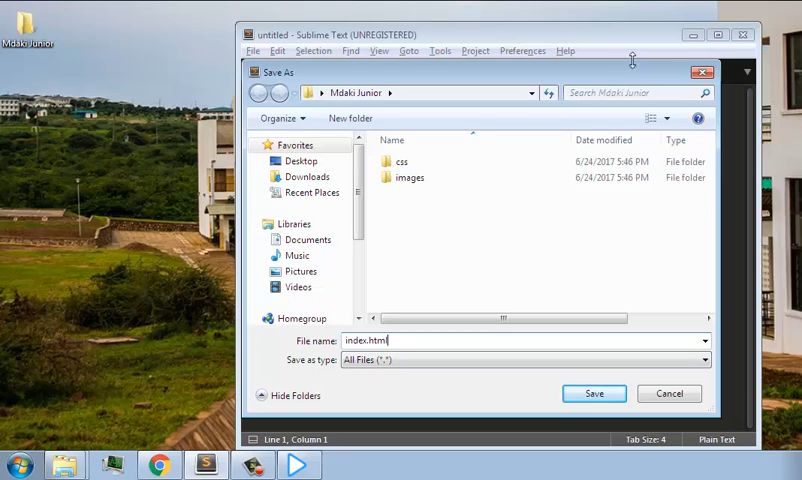 Mdaki Junior
untitled - Sublime Text (UNREGISTERED)
File Edit Selection Find View Goto Tools Project Preferences Help
Save As
Mdaki Junior
Search Mdaki Junior
Organize New folder
Name Date modified Type
Favorites
Desktop
Downloads
Recent Places
Libraries
Documents
Music
Pictures
Videos
Homegroup
css 6/24/2017 5:46 PM File folder
images 6/24/2017 5:46 PM File folder
File name: index.html
Save as type: All Files (*.*)
Hide Folders Save Cancel
Line 1, Column 1 Tab Size: 4 Plain Text